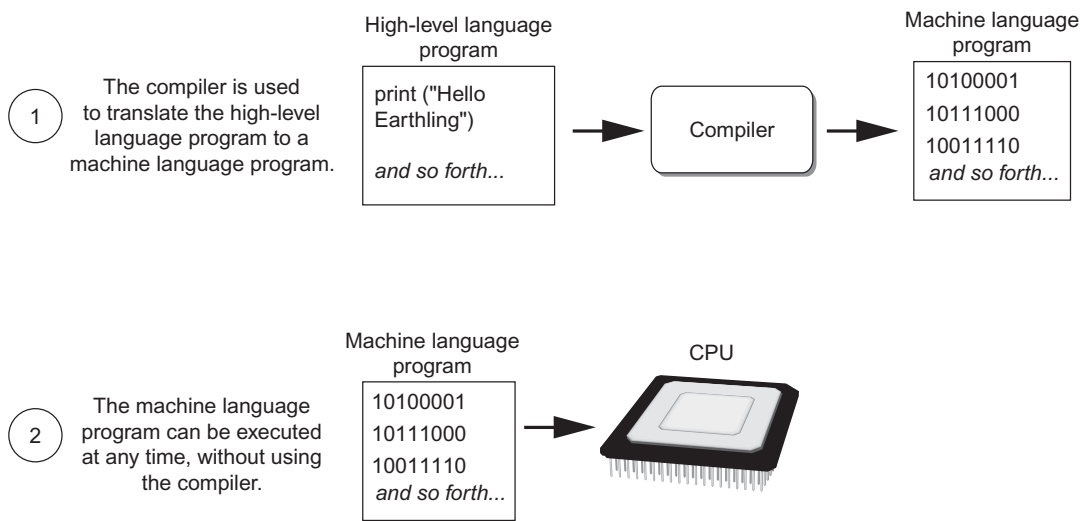 1
The compiler is used
to translate the high-level
language program to a
machine language program.
High-level language
program
print ("Hello
Earthling")
and so forth...
Compiler
Machine language
program
10100001
10111000
10011110
and so forth...
2
The machine language
program can be executed
at any time, without using
the compiler.
Machine language
program
10100001
10111000
10011110
and so forth...
CPU